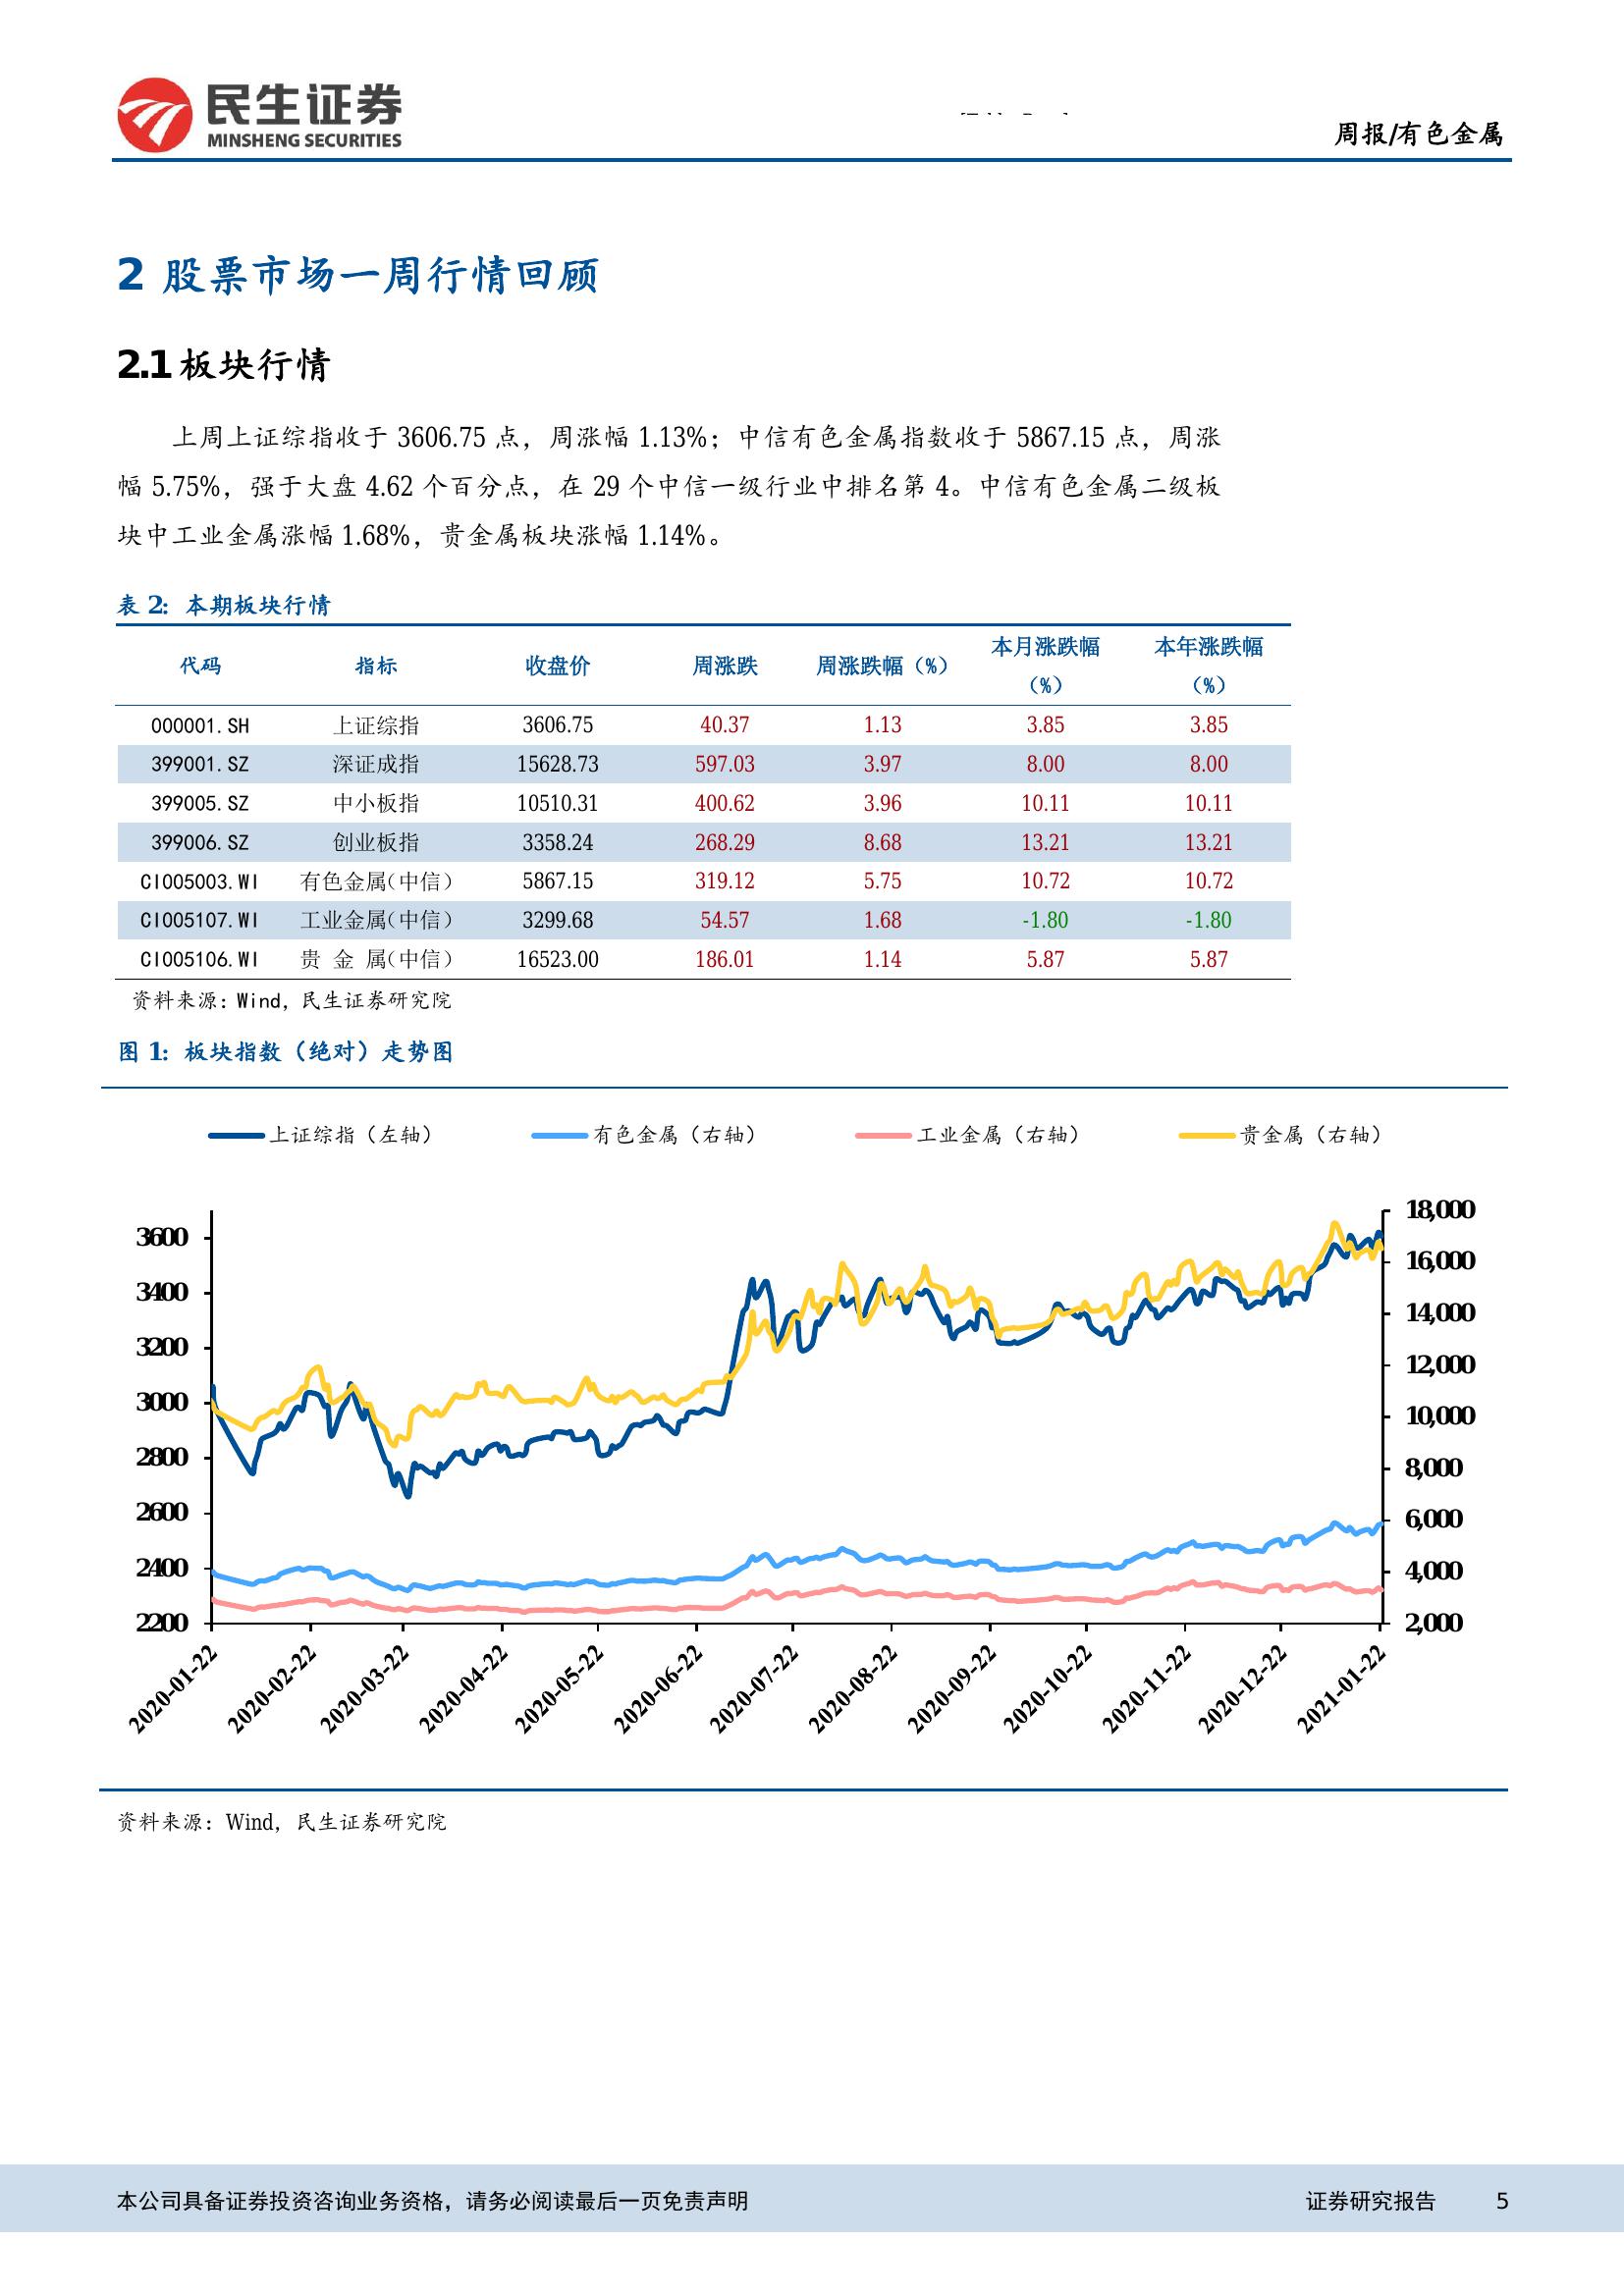 民生证券
MINSHENG SECURITIES
周报/有色金属
2 股票市场一周行情回顾
2.1 板块行情
上周上证综指收于 3606.75 点，周涨幅 1.13%；中信有色金属指数收于 5867.15 点，周涨
幅 5.75%，强于大盘 4.62 个百分点，在 29 个中信一级行业中排名第 4。中信有色金属二级板
块中工业金属涨幅 1.68%，贵金属板块涨幅 1.14%。
表 2：本期板块行情
代码 指标 收盘价 周涨跌 周涨跌幅（%） 本月涨跌幅（%） 本年涨跌幅（%）
000001.SH 上证综指 3606.75 40.37 1.13 3.85 3.85
399001.SZ 深证成指 15628.73 597.03 3.97 8.00 8.00
399005.SZ 中小板指 10510.31 400.62 3.96 10.11 10.11
399006.SZ 创业板指 3358.24 268.29 8.68 13.21 13.21
CI005003.WI 有色金属(中信) 5867.15 319.12 5.75 10.72 10.72
CI005107.WI 工业金属(中信) 3299.68 54.57 1.68 -1.80 -1.80
CI005106.WI 贵 金 属(中信) 16523.00 186.01 1.14 5.87 5.87
资料来源：Wind，民生证券研究院
图 1：板块指数（绝对）走势图
上证综指（左轴） 有色金属（右轴） 工业金属（右轴） 贵金属（右轴）
3600
3400
3200
3000
2800
2600
2400
2200
18,000
16,000
14,000
12,000
10,000
8,000
6,000
4,000
2,000
2020-01-22 2020-02-22 2020-03-22 2020-04-22 2020-05-22 2020-06-22 2020-07-22 2020-08-22 2020-09-22 2020-10-22 2020-11-22 2020-12-22 2021-01-22
资料来源：Wind，民生证券研究院
本公司具备证券投资咨询业务资格，请务必阅读最后一页免责声明 证券研究报告 5